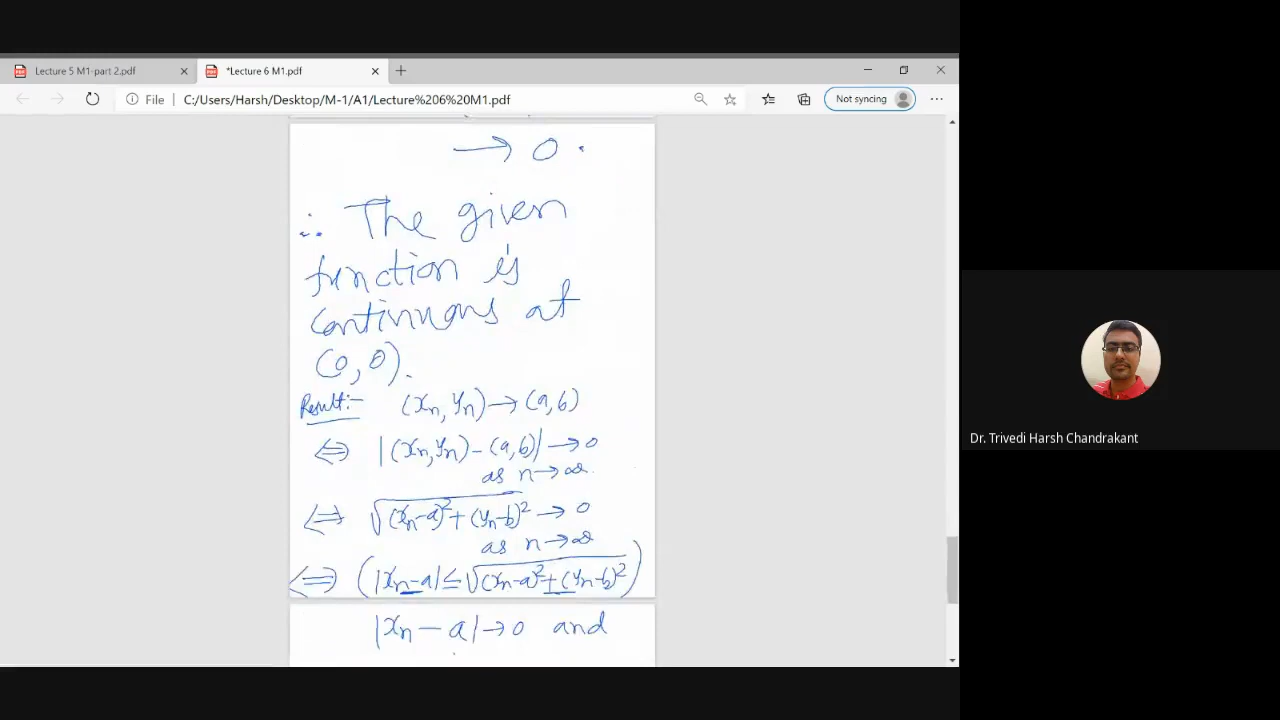 Lecture 5 M1-part 2.pdf
*Lecture 6 M1.pdf
File | C:/Users/Harsh/Desktop/M-1/A1/Lecture%206%20M1.pdf
Not syncing
→ 0.
∴ The given
function is
continuous at
(0, 0).
Result:- (xn, yn) → (a, b)
⇔ |(xn, yn) - (a, b)| → 0
as n → ∞.
⇔ √(xn-a)² + (yn-b)² → 0
as n → ∞
⇔ (|xn-a| ≤ √(xn-a)² + (yn-b)²)
|xn - a| → 0 and
Dr. Trivedi Harsh Chandrakant